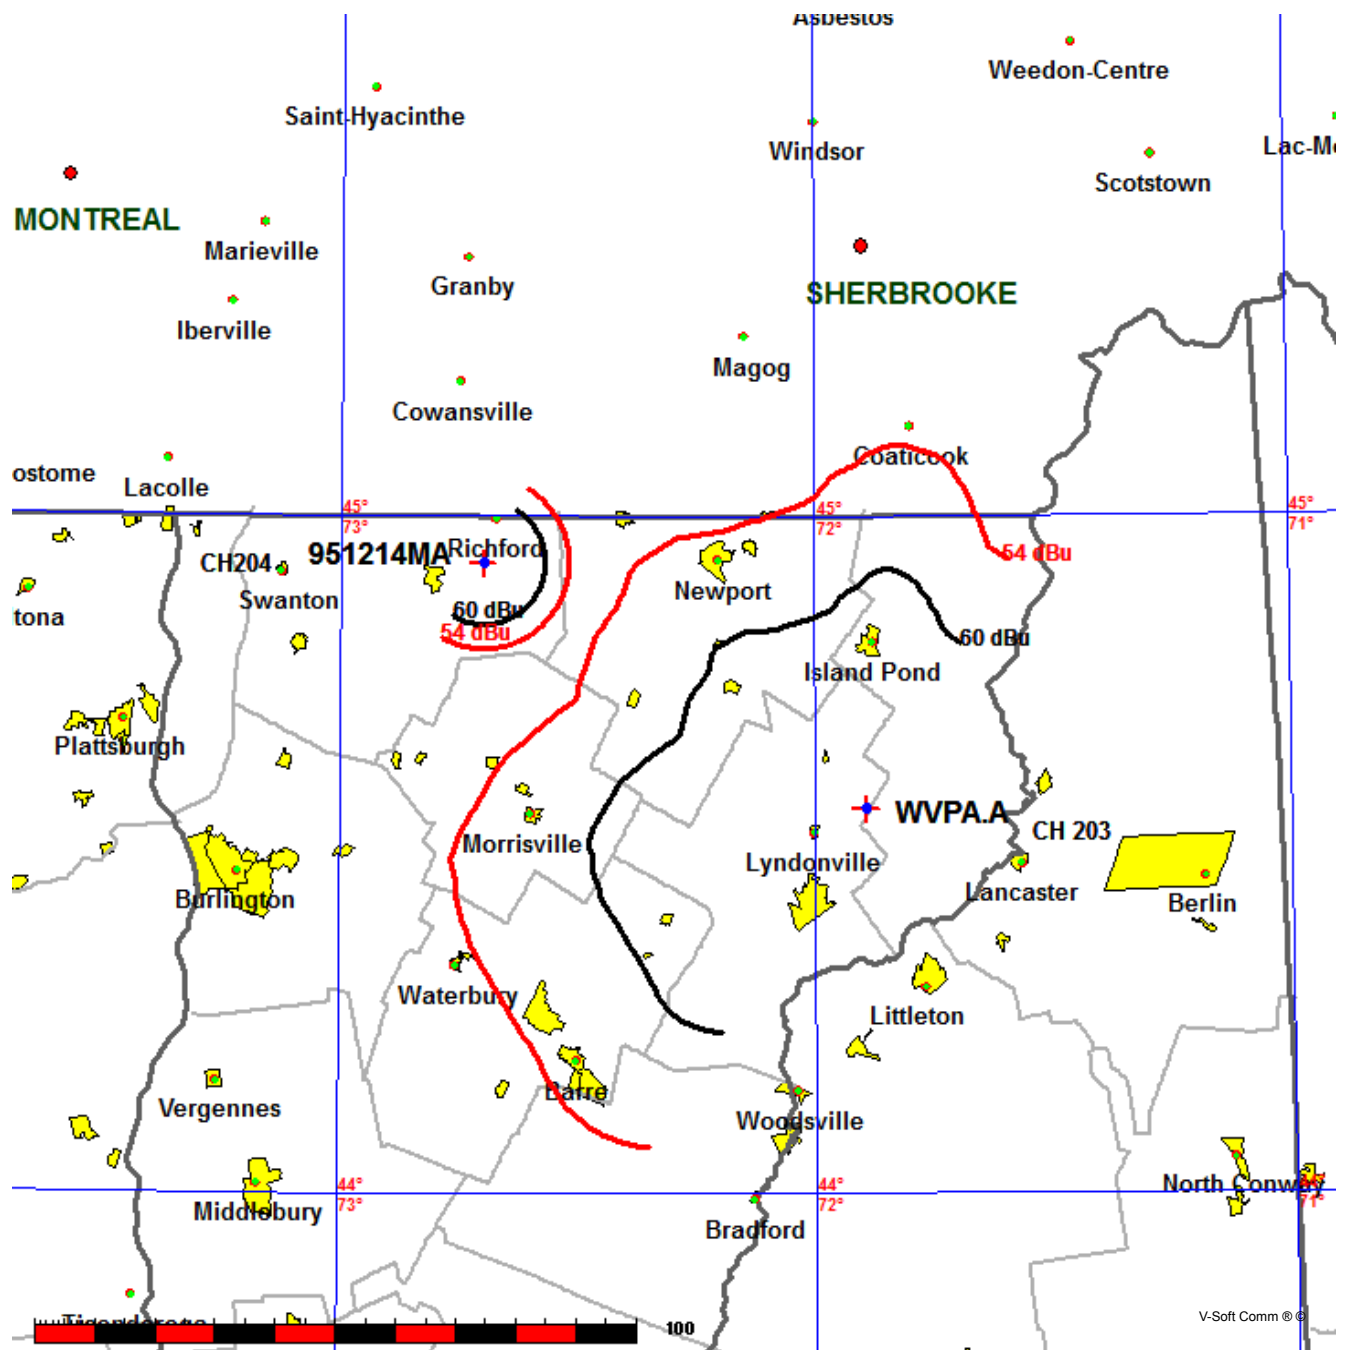 Asbestos
Weedon-Centre
Saint-Hyacinthe
Windsor
Lac-M
Scotstown
MONTREAL
Marieville
Granby
SHERBROOKE
Iberville
Magog
Cowansville
Coaticook
ostome
Lacolle
45°
73°
45°
72°
45°
71°
CH204
951214MA
Richford
54 dBu
Swanton
Newport
tona
60 dBu
54 dBu
60 dBu
Island Pond
Plattsburgh
WVPA.A
CH 203
Morrisville
Lyndonville
Lancaster
Burlington
Berlin
Waterbury
Littleton
Barre
Vergennes
Woodsville
44°
73°
44°
72°
North Conway
71°
Middlebury
Bradford
Ticonderoga
100
V-Soft Comm ® ©